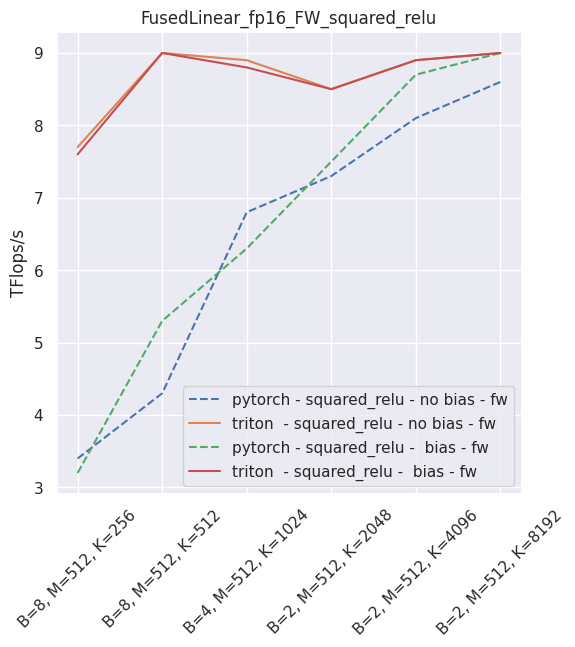 FusedLinear_fp16_FW_squared_relu
TFlops/s
9
8
7
6
5
4
3
pytorch - squared_relu - no bias - fw
triton  - squared_relu - no bias - fw
pytorch - squared_relu -  bias - fw
triton  - squared_relu -  bias - fw
B=8, M=512, K=256
B=8, M=512, K=512
B=4, M=512, K=1024
B=2, M=512, K=2048
B=2, M=512, K=4096
B=2, M=512, K=8192